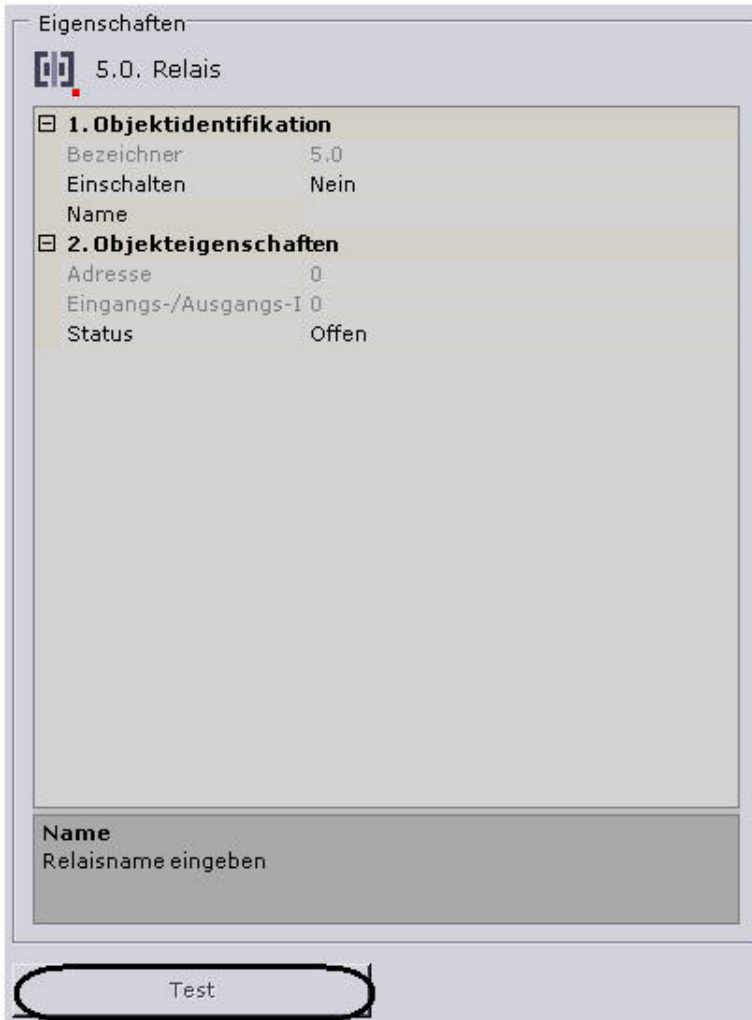 Eigenschaften
5.0. Relais
1. Objektidentifikation
Bezeichner 5.0
Einschalten Nein
Name
2. Objekteigenschaften
Adresse 0
Eingangs-/Ausgangs-I 0
Status Offen
Name
Relaisname eingeben
Test